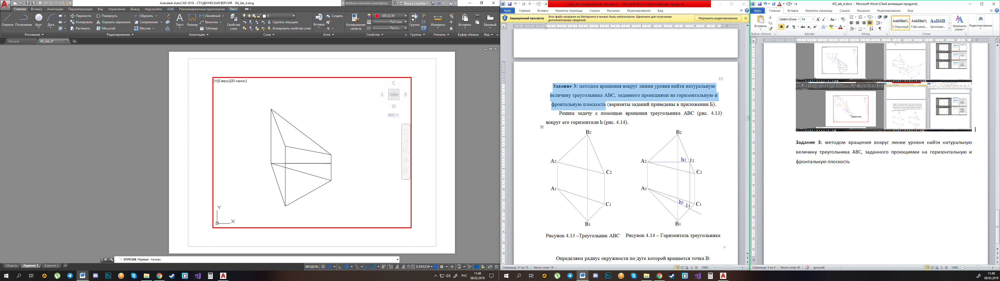 Autodesk AutoCAD 2018 - СТУДЕНЧЕСКАЯ ВЕРСИЯ KG_lab_4.dwg
Введите ключевое слово/фразу
Вход в службы
Главная Вставка Аннотации Параметризация Вид Управление Вывод Надстройки A360 Рекомендованные приложения Лист
Отрезок Полилиния Круг Дуга
Перенести Повернуть Обрезать
Копировать Отразить зеркально Сопряжение
Растянуть Масштаб Массив
Текст Размер
Линейный
Выноска
Таблица
Свойства слоя
0
Сделать текущим
Копировать свойства слоя
Вставка
Создать
Копирование свойств
205,32,39
ПоСлою
ПоСл...
Группа
Измерить
Вставить
Базовый
Рисование Редактирование Аннотации Слои Блок Свойства Группы Утилиты Буфер обмена Вид
Начало KG_lab_4*
[+][Сверху][2D-каркас]
С
З Сверху В
Ю
МСК
Y
X
ОТРЕЗОК Первая точка:
Модель Задание 1 Задание 2
МОДЕЛЬ 0.593239
РУС
11:48
08.03.2019
1_kurs.doc (защищенный просмотр) - Microsoft Word (Сбой активации продукта)
Файл Главная Вставка Разметка страницы Ссылки Рассылки Рецензирование Вид
Защищенный просмотр Этот файл загружен из Интернета и может быть небезопасен. Щелкните для получения дополнительных сведений. Разрешить редактирование
33
Задание 3: методом вращения вокруг линии уровня найти натуральную
величину треугольника АВС, заданного проекциями на горизонтальную и
фронтальную плоскость (варианты заданий приведены в приложении Б).
Решим задачу с помощью вращения треугольника АВС (рис. 4.13)
вокруг его горизонтали h (рис. 4.14).
B2 B2
A2 A2 h2 12
C2 C2
A1 A1
C1 h1 11 C1
B1 B1
Рисунок 4.13 –Треугольник АВС Рисунок 4.14 – Горизонталь треугольника
Определяем радиус окружности по дуге которой вращается точка В:
Страница: 31 из 75 Число слов: 19 108%
KG_lab_4.docx - Microsoft Word (Сбой активации продукта)
Файл Главная Вставка Разметка страницы Ссылки Рассылки Рецензирование Вид
Вставить
Calibri (Осно 14
Ж К Ч
АаБбВвГг, АаБбВвГг, АаБбВ
¶ Обычный ¶ Без инте... Заголово...
Изменить стили
Редактирование
Буфер обмена Шрифт Абзац Стили
Задание 3: методом вращения вокруг линии уровня найти натуральную
величину треугольника АВС, заданного проекциями на горизонтальную и
фронтальную плоскость
Страница: 4 из 4 Число слов: 65 русский 108%
11:48
08.03.2019